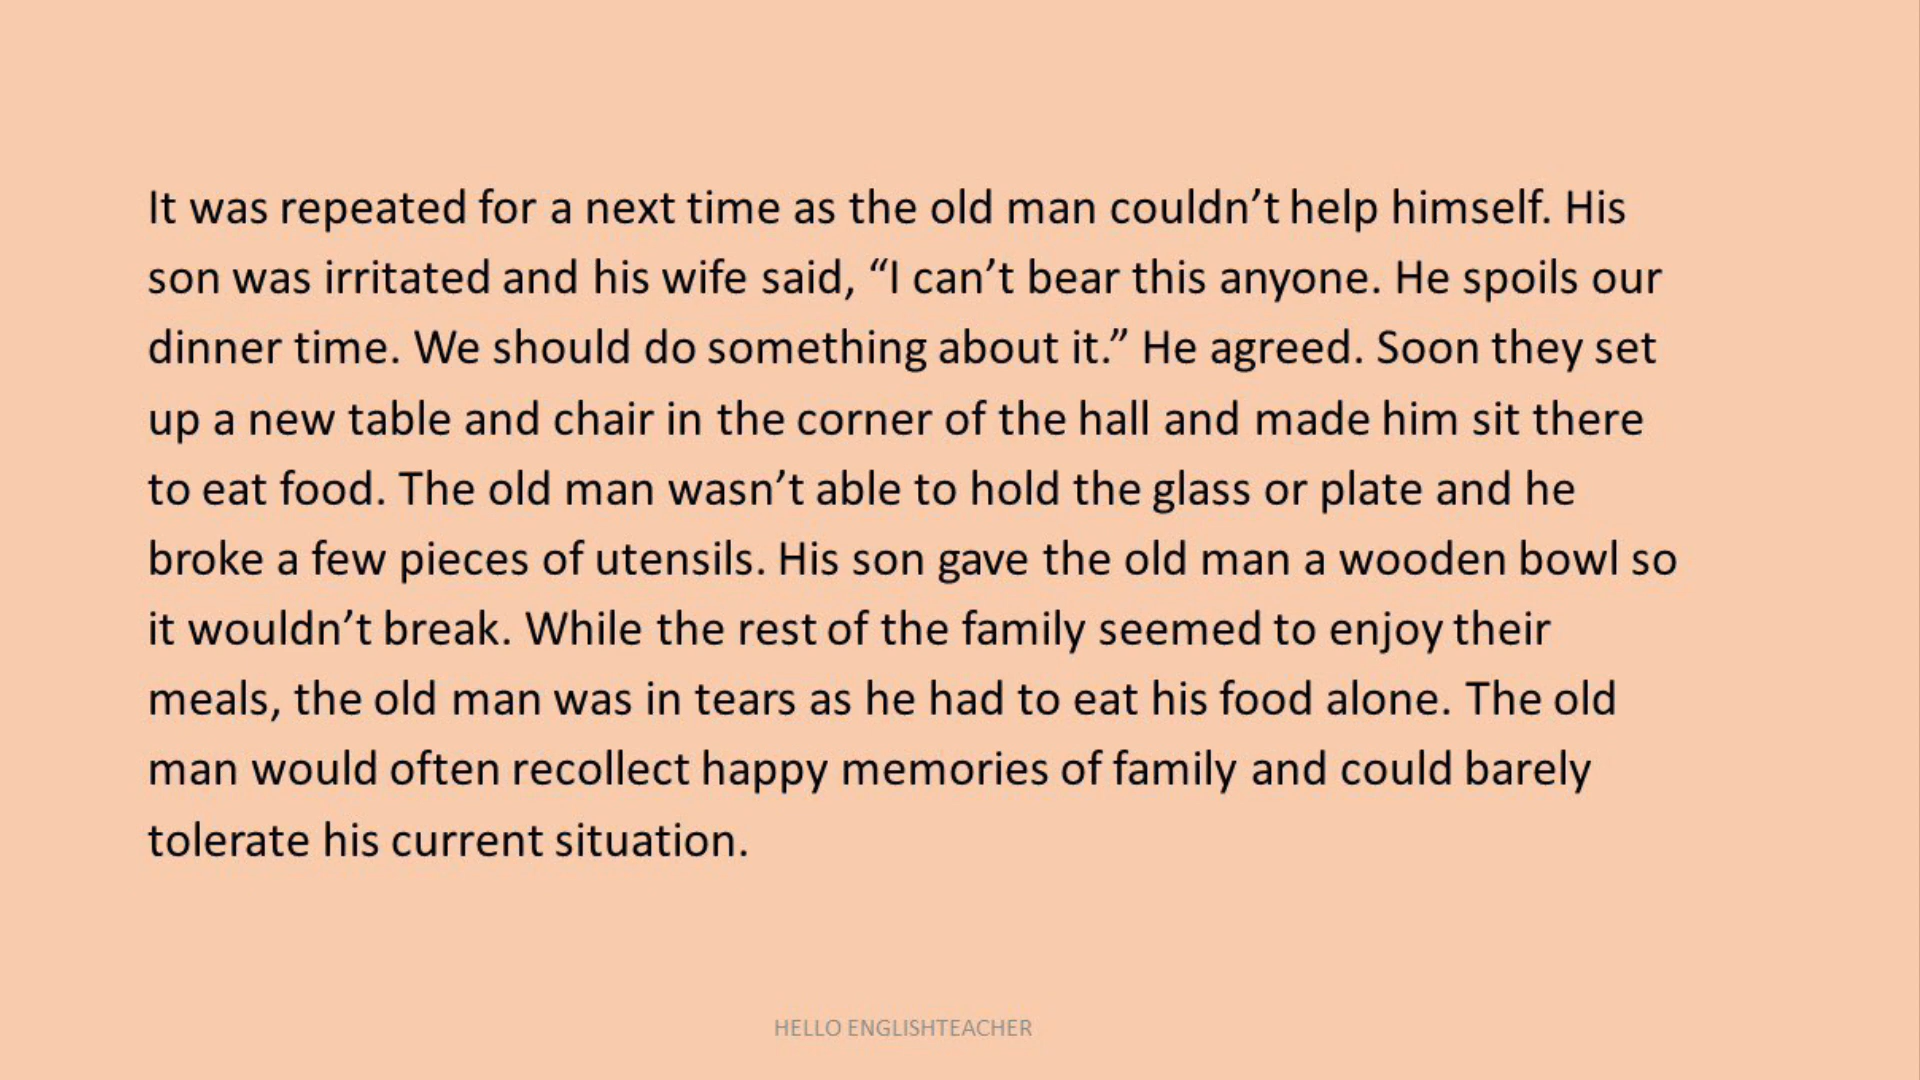 It was repeated for a next time as the old man couldn’t help himself. His
son was irritated and his wife said, “I can’t bear this anyone. He spoils our
dinner time. We should do something about it.” He agreed. Soon they set
up a new table and chair in the corner of the hall and made him sit there
to eat food. The old man wasn’t able to hold the glass or plate and he
broke a few pieces of utensils. His son gave the old man a wooden bowl so
it wouldn’t break. While the rest of the family seemed to enjoy their
meals, the old man was in tears as he had to eat his food alone. The old
man would often recollect happy memories of family and could barely
tolerate his current situation.
HELLO ENGLISHTEACHER